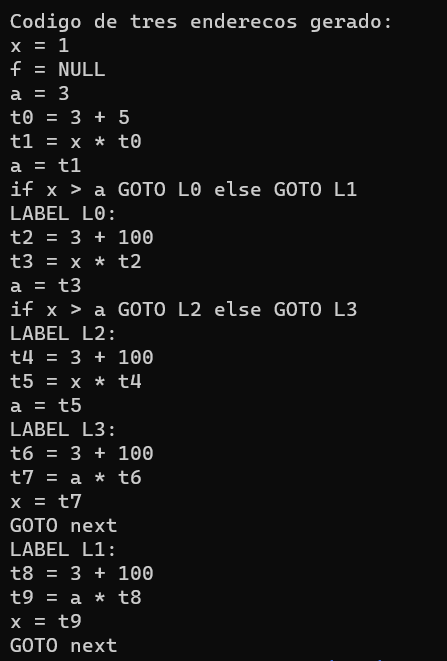 Codigo de tres enderecos gerado:
x = 1
f = NULL
a = 3
t0 = 3 + 5
t1 = x * t0
a = t1
if x > a GOTO L0 else GOTO L1
LABEL L0:
t2 = 3 + 100
t3 = x * t2
a = t3
if x > a GOTO L2 else GOTO L3
LABEL L2:
t4 = 3 + 100
t5 = x * t4
a = t5
LABEL L3:
t6 = 3 + 100
t7 = a * t6
x = t7
GOTO next
LABEL L1:
t8 = 3 + 100
t9 = a * t8
x = t9
GOTO next